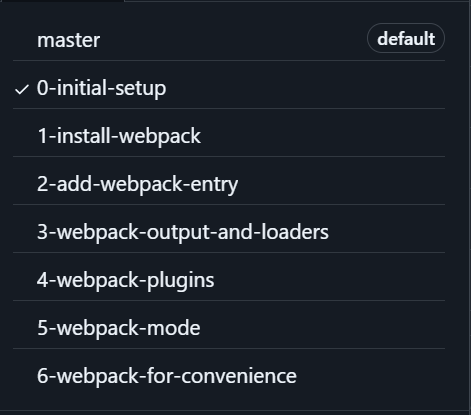 master default
0-initial-setup
1-install-webpack
2-add-webpack-entry
3-webpack-output-and-loaders
4-webpack-plugins
5-webpack-mode
6-webpack-for-convenience